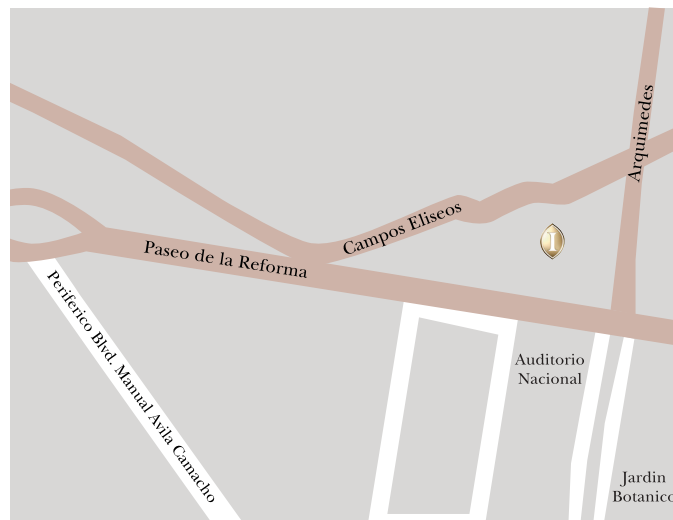 Arquimedes
Campos Eliseos
I
Paseo de la Reforma
Periferico Blvd. Manual Avila Camacho
Auditorio
Nacional
Jardin
Botanico